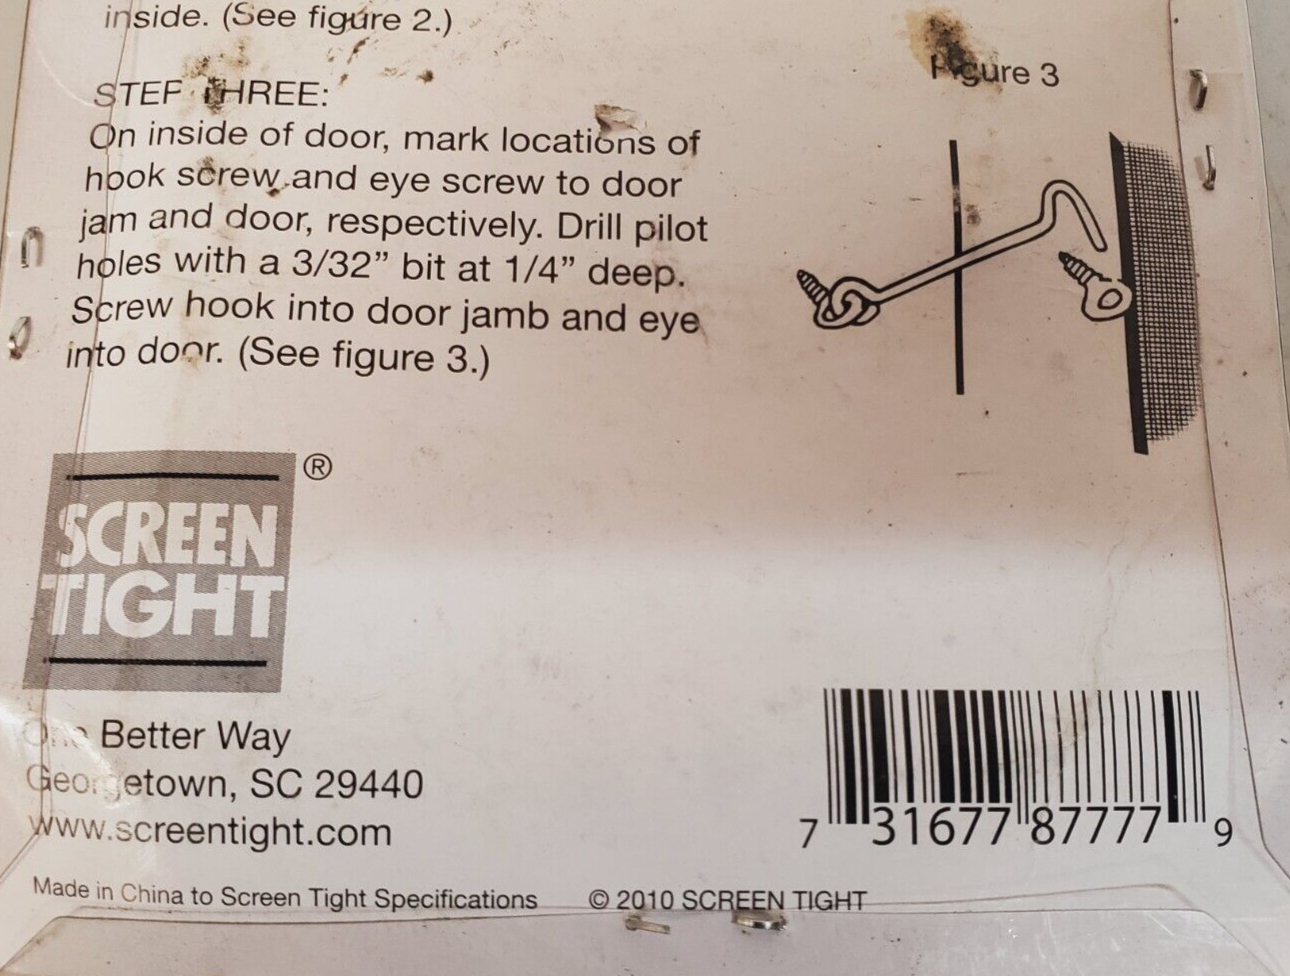 inside. (See figure 2.)
STEP THREE:
On inside of door, mark locations of
hook screw and eye screw to door
jam and door, respectively. Drill pilot
holes with a 3/32” bit at 1/4” deep.
Screw hook into door jamb and eye
into door. (See figure 3.)
Figure 3
SCREEN
TIGHT
®
One Better Way
Georgetown, SC 29440
www.screentight.com
7 31677 87777 9
Made in China to Screen Tight Specifications © 2010 SCREEN TIGHT